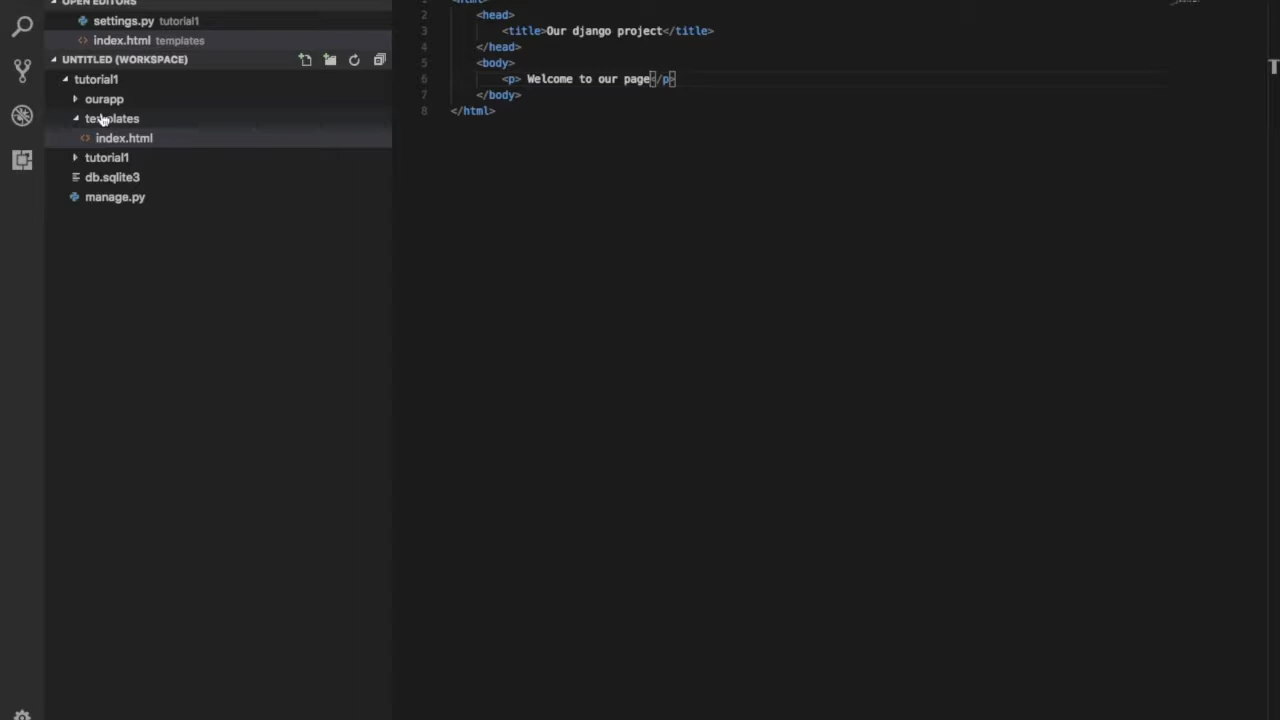 OPEN EDITORS
settings.py tutorial1
index.html templates
UNTITLED (WORKSPACE)
tutorial1
ourapp
templates
index.html
tutorial1
db.sqlite3
manage.py
1 <html>
2 <head>
3 <title>Our django project</title>
4 </head>
5 <body>
6 <p> Welcome to our page</p>
7 </body>
8 </html>